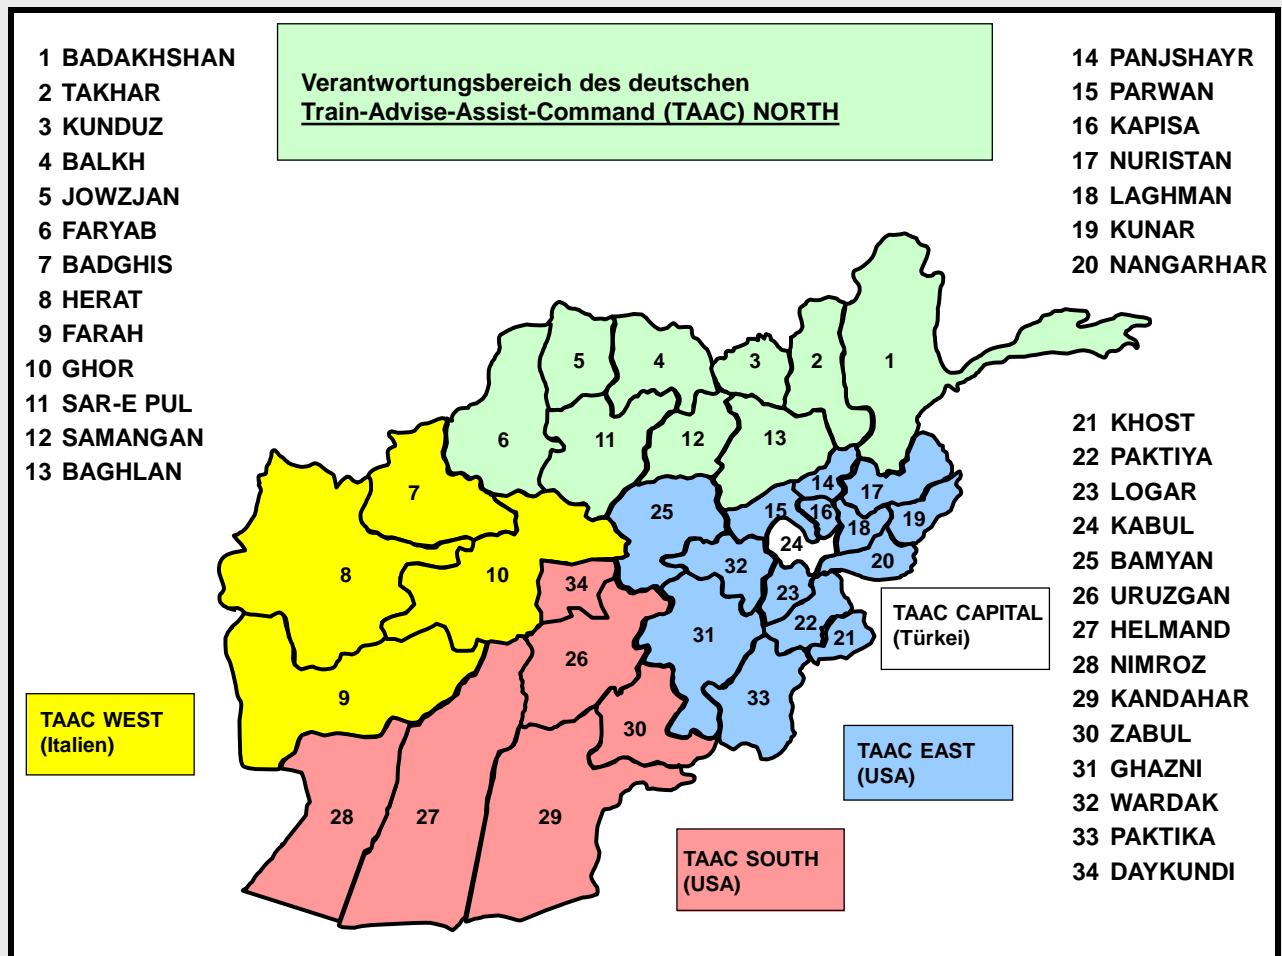 1 BADAKHSHAN
2 TAKHAR
3 KUNDUZ
4 BALKH
5 JOWZJAN
6 FARYAB
7 BADGHIS
8 HERAT
9 FARAH
10 GHOR
11 SAR-E PUL
12 SAMANGAN
13 BAGHLAN
Verantwortungsbereich des deutschen
Train-Advise-Assist-Command (TAAC) NORTH
14 PANJSHAYR
15 PARWAN
16 KAPISA
17 NURISTAN
18 LAGHMAN
19 KUNAR
20 NANGARHAR
21 KHOST
22 PAKTIYA
23 LOGAR
24 KABUL
25 BAMYAN
26 URUZGAN
27 HELMAND
28 NIMROZ
29 KANDAHAR
30 ZABUL
31 GHAZNI
32 WARDAK
33 PAKTIKA
34 DAYKUNDI
5
4
3
2
1
6
11
12
13
7
14
17
25
15
16
19
18
24
20
8
10
34
32
23
22
21
31
26
9
33
30
28
27
29
TAAC CAPITAL
(Türkei)
TAAC WEST
(Italien)
TAAC EAST
(USA)
TAAC SOUTH
(USA)